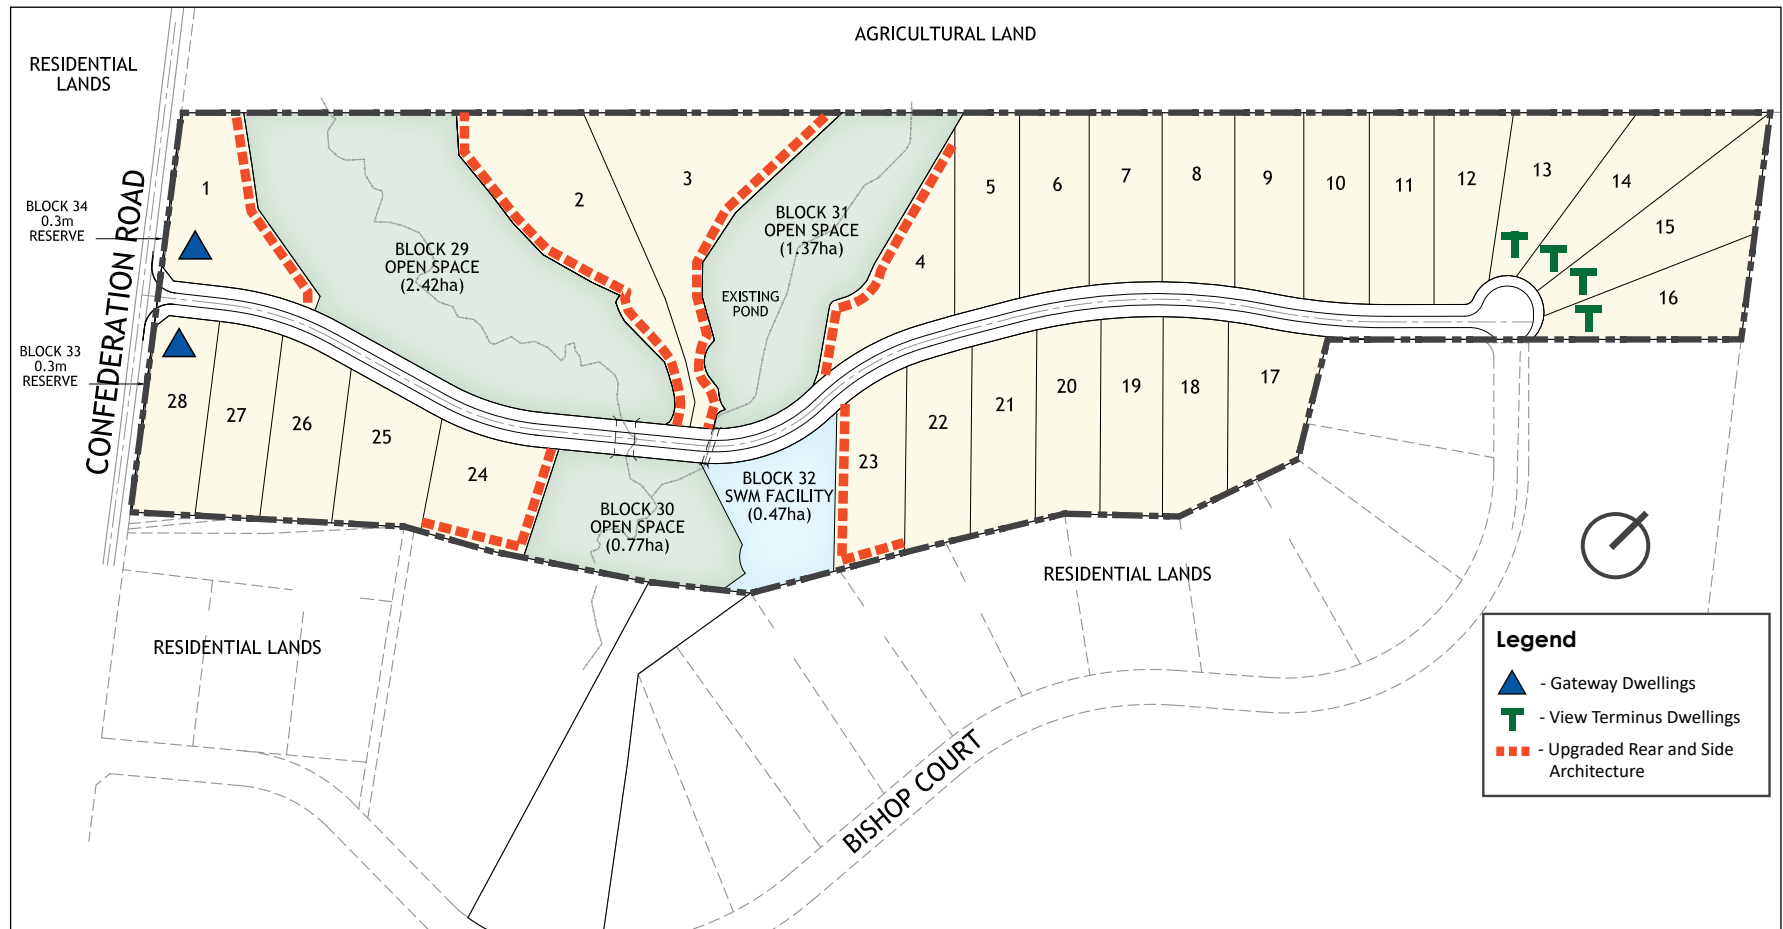 AGRICULTURAL LAND
RESIDENTIAL
LANDS
BLOCK 34
0.3m
RESERVE
CONFEDERATION ROAD
BLOCK 33
0.3m
RESERVE
1
BLOCK 29
OPEN SPACE
(2.42ha)
2
3
BLOCK 31
OPEN SPACE
(1.37ha)
EXISTING
POND
4
5
6
7
8
9
10
11
12
13
14
15
16
28
27
26
25
24
BLOCK 30
OPEN SPACE
(0.77ha)
BLOCK 32
SWM FACILITY
(0.47ha)
23
22
21
20
19
18
17
RESIDENTIAL LANDS
RESIDENTIAL LANDS
BISHOP COURT
Legend
- Gateway Dwellings
- View Terminus Dwellings
- Upgraded Rear and Side
Architecture